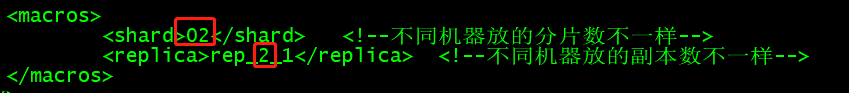 <macros>
<shard>02</shard> <!--不同机器放的分片数不一样-->
<replica>rep_2_1</replica> <!--不同机器放的副本数不一样-->
</macros>